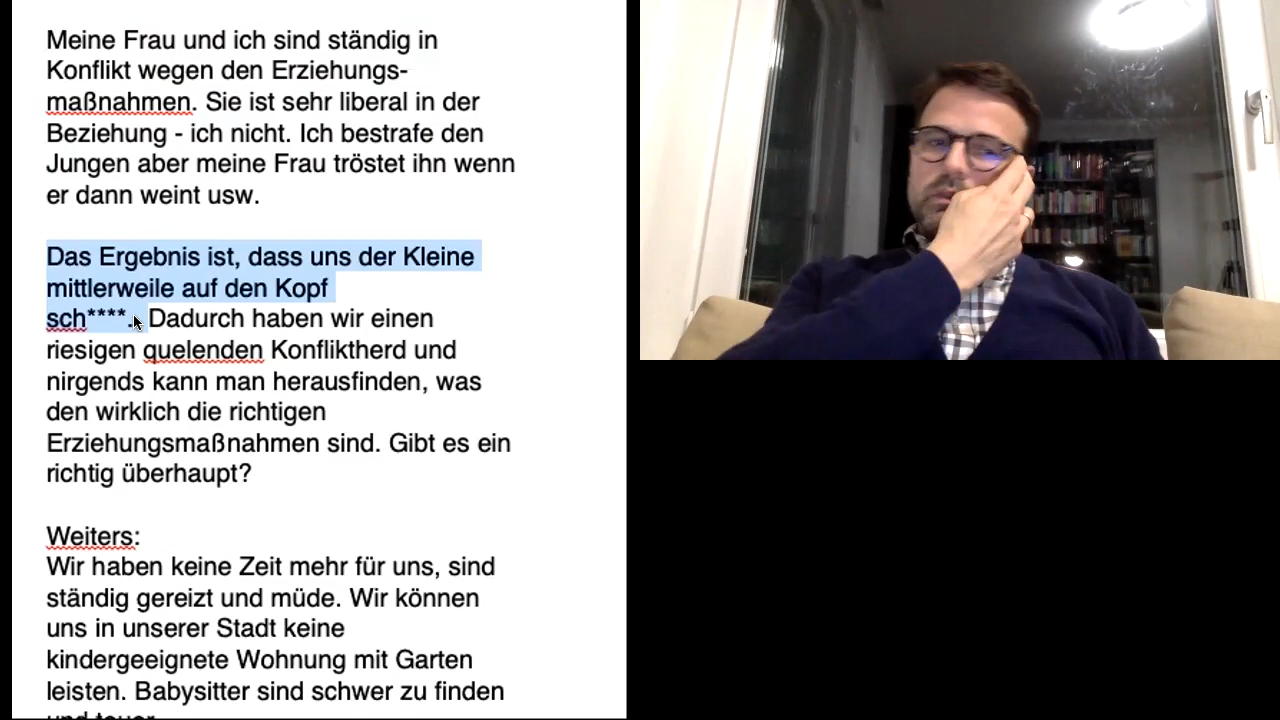 Meine Frau und ich sind ständig in
Konflikt wegen den Erziehungs-
maßnahmen. Sie ist sehr liberal in der
Beziehung - ich nicht. Ich bestrafe den
Jungen aber meine Frau tröstet ihn wenn
er dann weint usw.
Das Ergebnis ist, dass uns der Kleine
mittlerweile auf den Kopf
sch****. Dadurch haben wir einen
riesigen quelenden Konfliktherd und
nirgends kann man herausfinden, was
den wirklich die richtigen
Erziehungsmaßnahmen sind. Gibt es ein
richtig überhaupt?
Weiters:
Wir haben keine Zeit mehr für uns, sind
ständig gereizt und müde. Wir können
uns in unserer Stadt keine
kindergeeignete Wohnung mit Garten
leisten. Babysitter sind schwer zu finden
und teuer